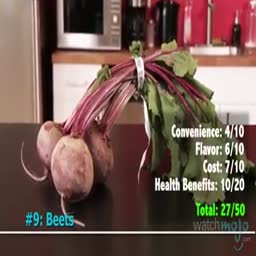 Convenience: 4/10
Flavor: 6/10
Cost: 7/10
Health Benefits: 10/20
Total: 27/50
#9: Beets
watchmojo
.com